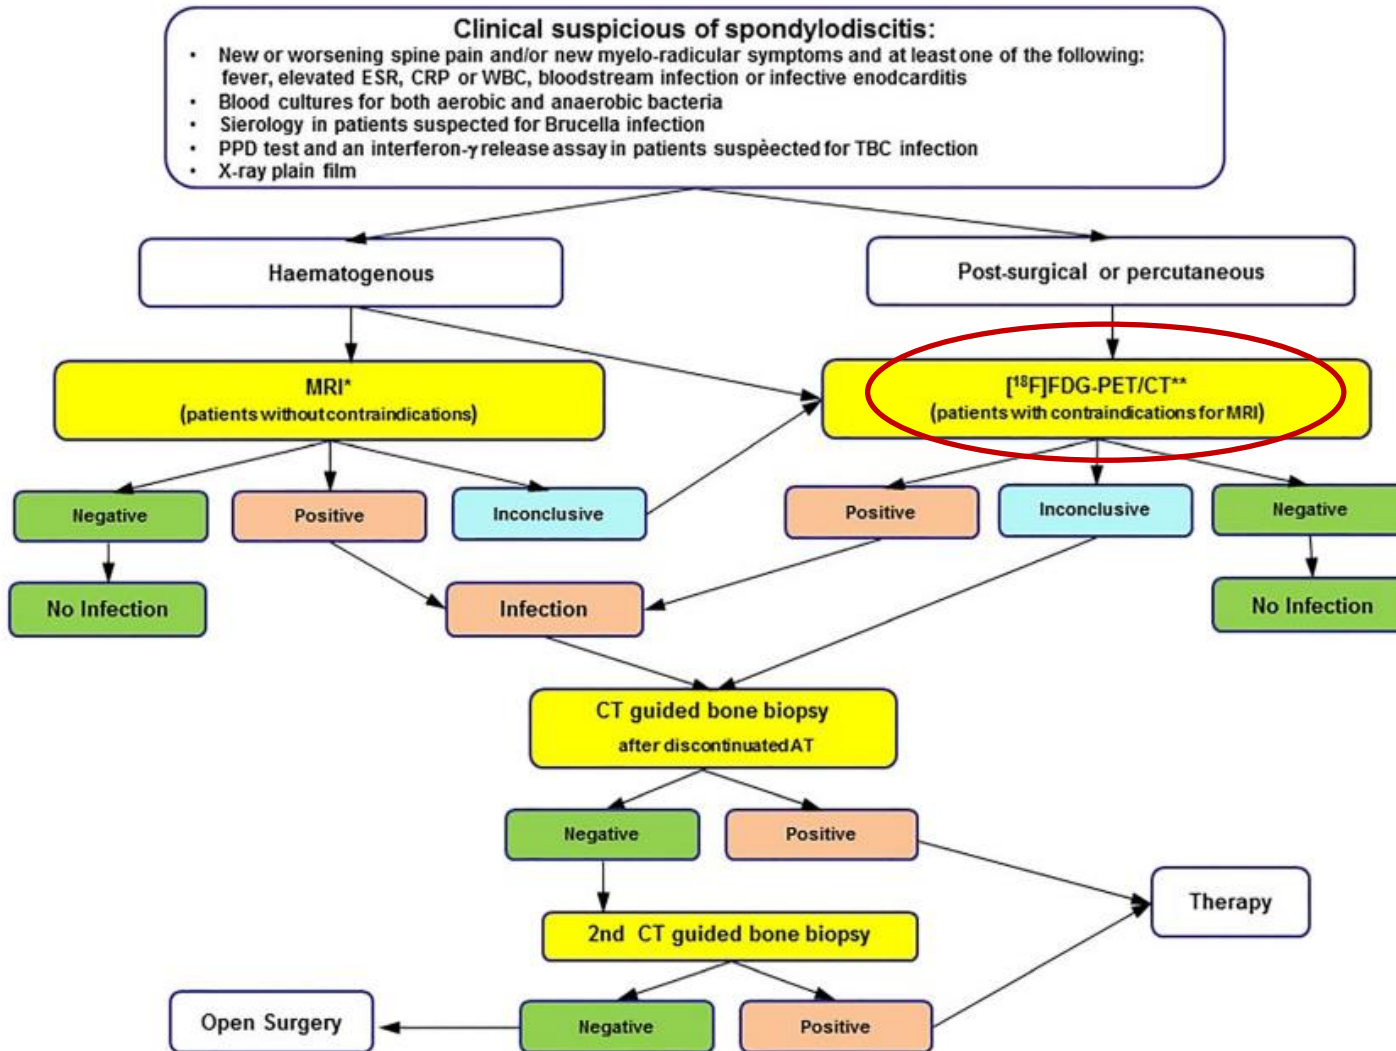 Clinical suspicious of spondylodiscitis:
• New or worsening spine pain and/or new myelo-radicular symptoms and at least one of the following:
fever, elevated ESR, CRP or WBC, bloodstream infection or infective enodcarditis
• Blood cultures for both aerobic and anaerobic bacteria
• Sierology in patients suspected for Brucella infection
• PPD test and an interferon-γ release assay in patients suspèected for TBC infection
• X-ray plain film
Haematogenous
Post-surgical or percutaneous
MRI*
(patients without contraindications)
[¹⁸F]FDG-PET/CT**
(patients with contraindications for MRI)
Negative
Positive
Inconclusive
Positive
Inconclusive
Negative
No Infection
Infection
No Infection
CT guided bone biopsy
after discontinued AT
Negative
Positive
Therapy
2nd CT guided bone biopsy
Open Surgery
Negative
Positive